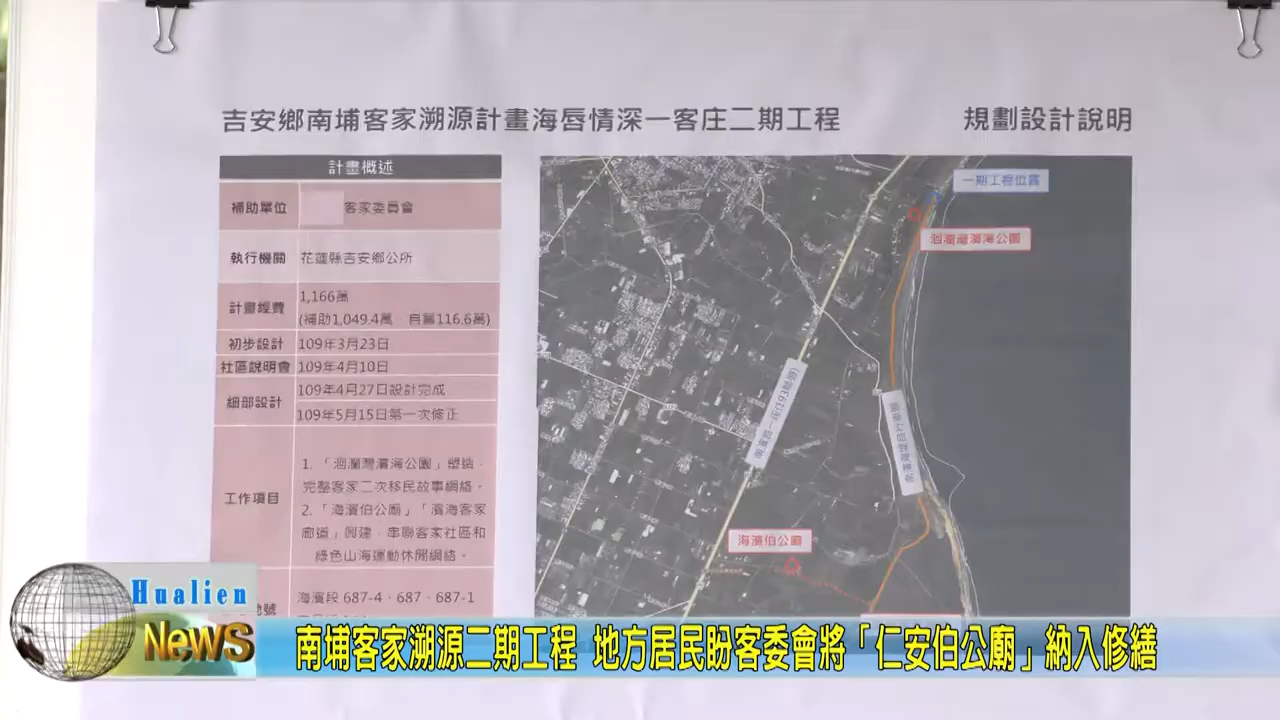 吉安鄉南埔客家溯源計畫海唇情深一客庄二期工程
規劃設計說明
計畫概述
補助單位 客家委員會
執行機關 花蓮縣吉安鄉公所
計畫經費 1,166萬
(補助1,049.4萬 自籌116.6萬)
初步設計 109年3月23日
社區說明會 109年4月10日
細部設計 109年4月27日設計完成
109年5月15日第一次修正
工作項目
1. 「洄瀾灣濱海公園」塑造，
完整客家二次移民故事網絡。
2. 「海濱伯公廟」「濱海客家
廊道」興建，串聯客家社區和
綠色山海運動休閒網絡。
地號 海濱段 687-4、687、687-1
一期工程位置
洄瀾灣濱海公園
海濱伯公廟
Hualien
NewS
南埔客家溯源二期工程 地方居民盼客委會將「仁安伯公廟」納入修繕